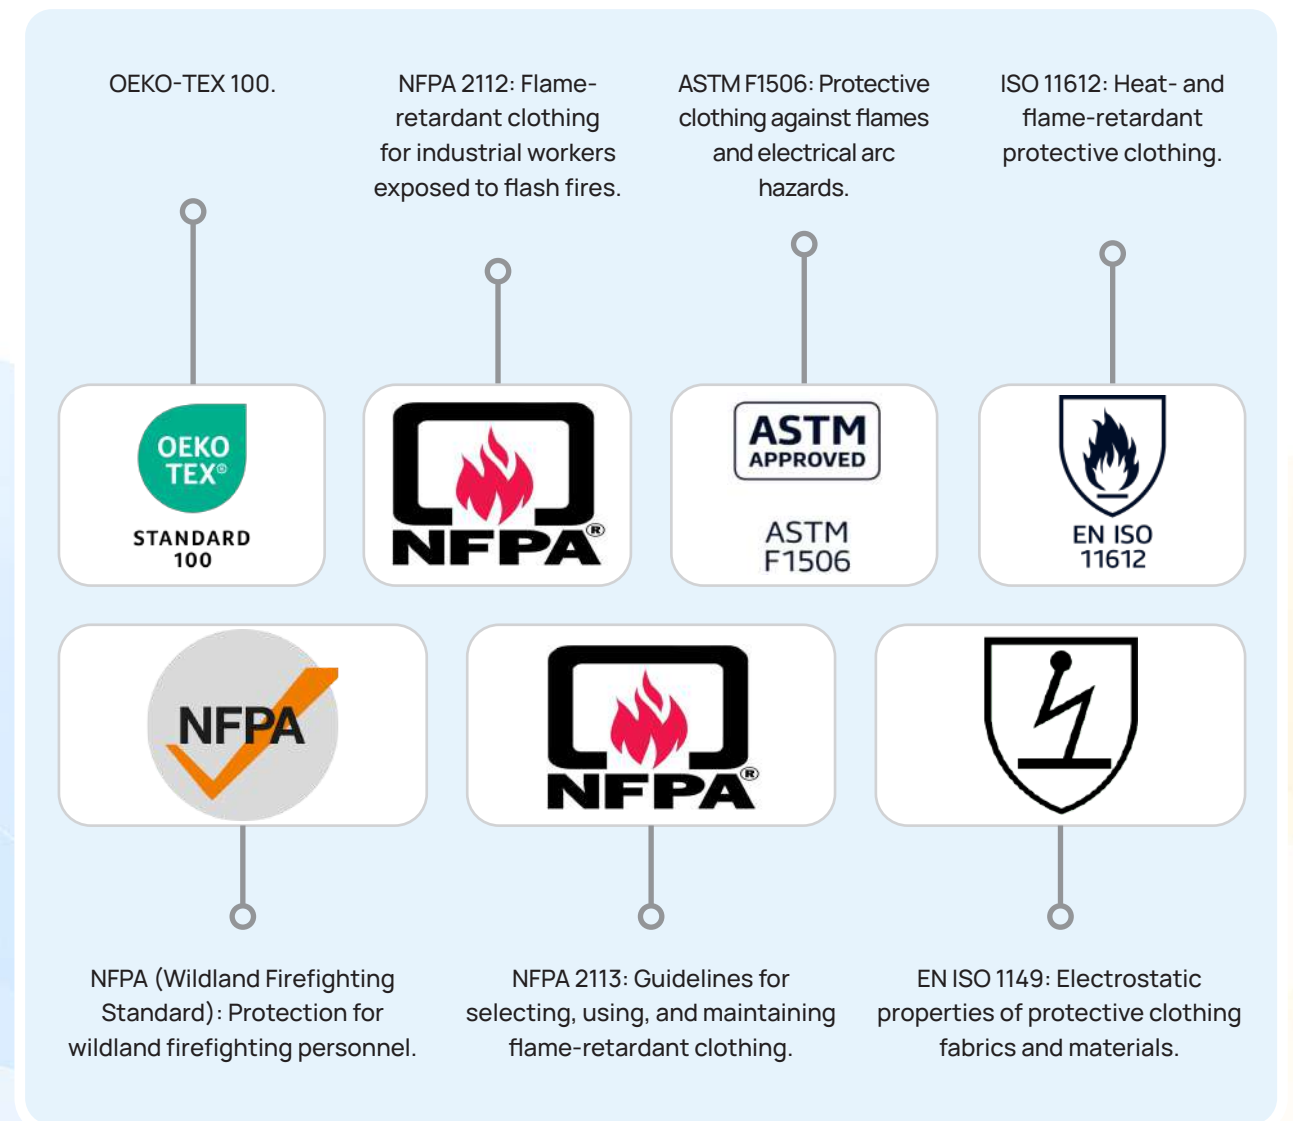 OEKO-TEX 100.
NFPA 2112: Flame-
retardant clothing
for industrial workers
exposed to flash fires.
ASTM F1506: Protective
clothing against flames
and electrical arc
hazards.
ISO 11612: Heat- and
flame-retardant
protective clothing.
OEKO
TEX®
STANDARD
100
NFPA®
ASTM
APPROVED
ASTM
F1506
EN ISO
11612
NFPA
NFPA®
NFPA (Wildland Firefighting
Standard): Protection for
wildland firefighting personnel.
NFPA 2113: Guidelines for
selecting, using, and maintaining
flame-retardant clothing.
EN ISO 1149: Electrostatic
properties of protective clothing
fabrics and materials.